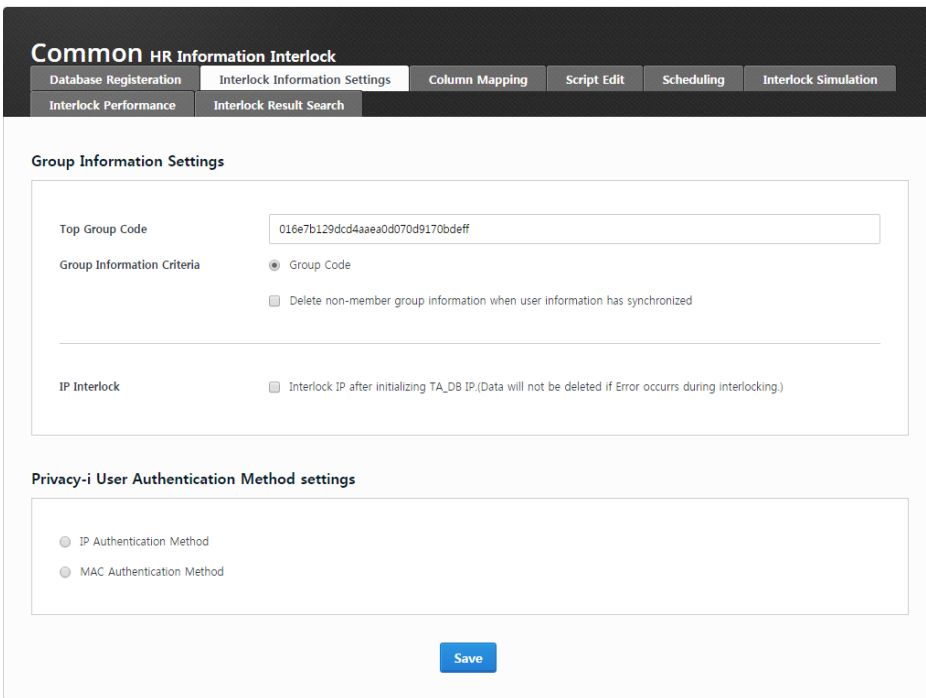 Common HR Information Interlock
Database Registeration Interlock Information Settings Column Mapping Script Edit Scheduling Interlock Simulation
Interlock Performance Interlock Result Search
Group Information Settings
Top Group Code 016e7b129dcd4aaea0d070d9170bdeff
Group Information Criteria Group Code
Delete non-member group information when user information has synchronized
IP Interlock Interlock IP after initializing TA_DB IP.(Data will not be deleted if Error occurrs during interlocking.)
Privacy-i User Authentication Method settings
IP Authentication Method
MAC Authentication Method
Save